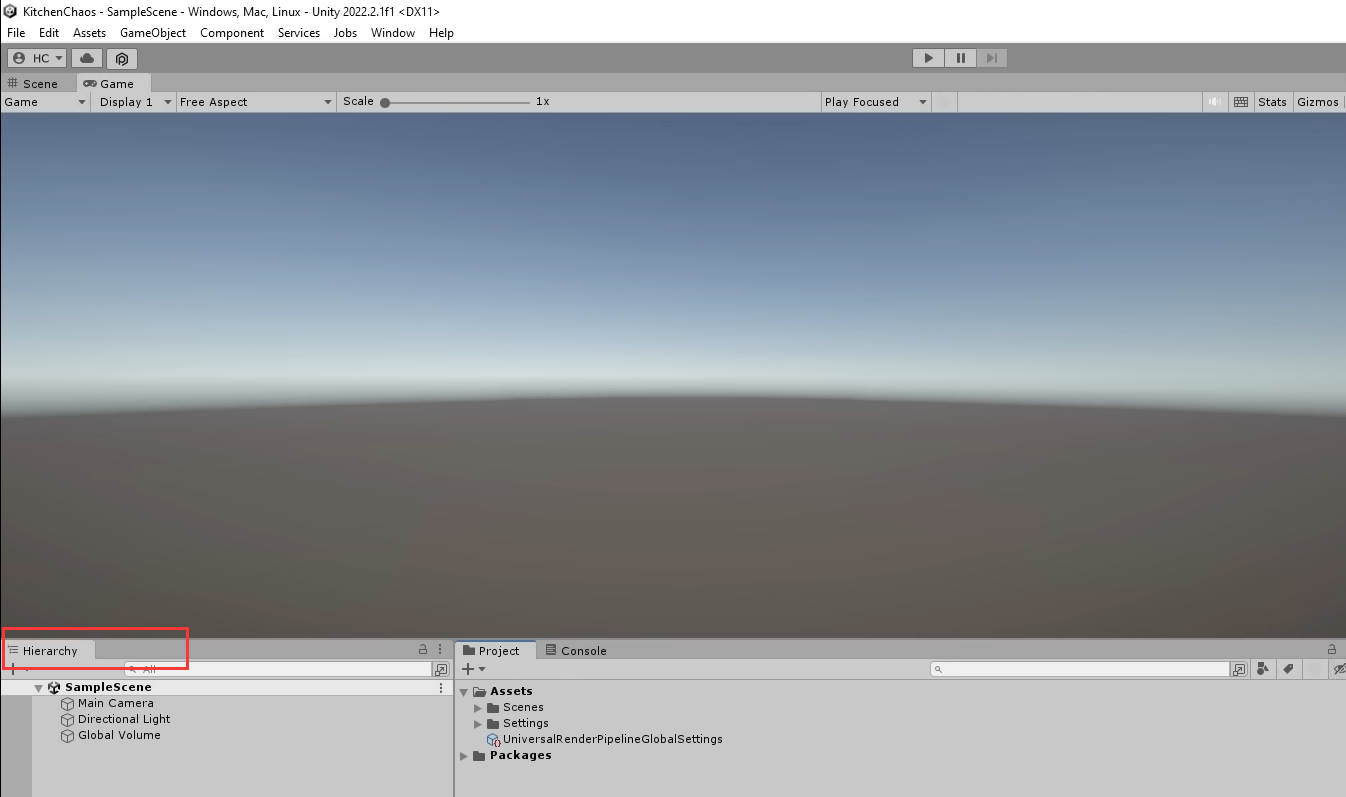 KitchenChaos - SampleScene - Windows, Mac, Linux - Unity 2022.2.1f1 <DX11>
File Edit Assets GameObject Component Services Jobs Window Help
HC
Scene Game
Game Display 1 Free Aspect Scale 1x Play Focused Stats Gizmos
Hierarchy
All
SampleScene
Main Camera
Directional Light
Global Volume
Project Console
Assets
Scenes
Settings
UniversalRenderPipelineGlobalSettings
Packages